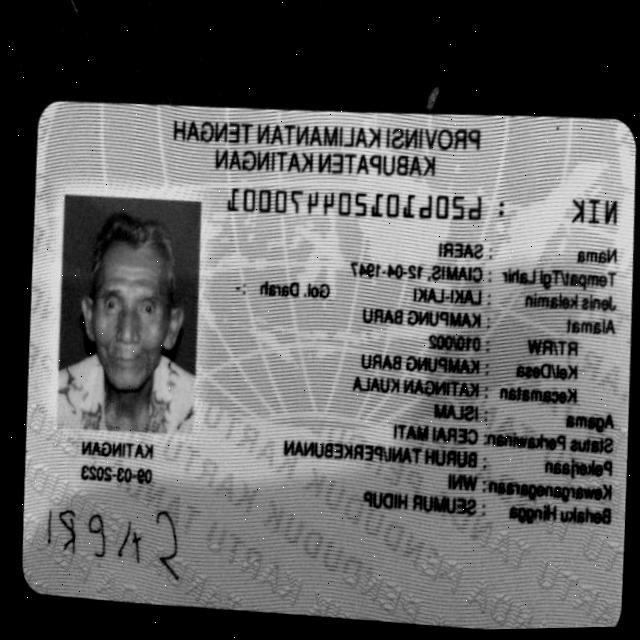 PROVINSI KALIMANTAN TENGAH
KABUPATEN KATINGAN
NIK : 6206101204470001
Nama : SAERI
Tempat/Tgl Lahir : CIAMIS, 12-04-1947
Jenis kelamin : LAKI-LAKI Gol. Darah : -
Alamat : KAMPUNG BARU
RT/RW : 010/002
Kel/Desa : KAMPUNG BARU
Kecamatan : KATINGAN KUALA
Agama : ISLAM
Status Perkawinan: CERAI MATI
Pekerjaan : BURUH TANI/PERKEBUNAN
Kewarganegaraan: WNI
Berlaku Hingga : SEUMUR HIDUP
KATINGAN
09-03-2023